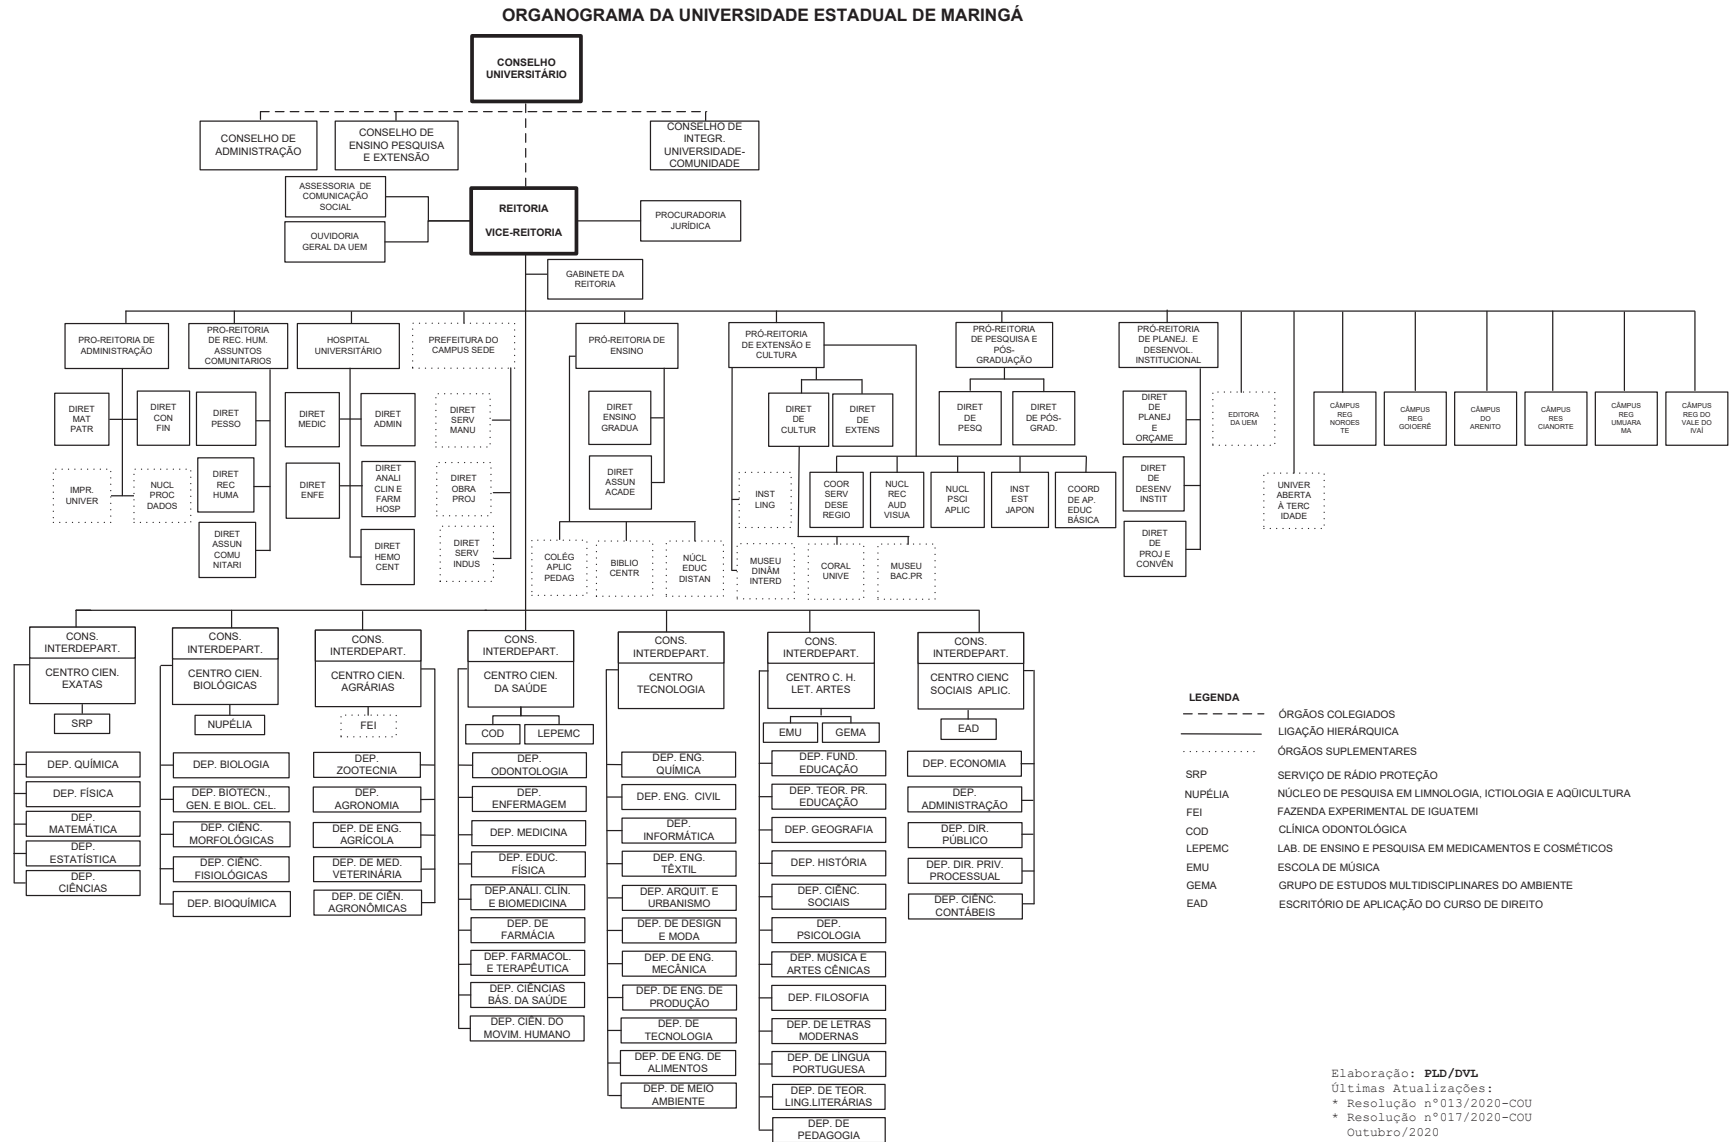 ORGANOGRAMA DA UNIVERSIDADE ESTADUAL DE MARINGÁ
CONSELHO
UNIVERSITÁRIO
CONSELHO DE
ADMINISTRAÇÃO
CONSELHO DE
ENSINO PESQUISA
E EXTENSÃO
CONSELHO DE
INTEGR.
UNIVERSIDADE-
COMUNIDADE
ASSESSORIA DE
COMUNICAÇÃO
SOCIAL
OUVIDORIA
GERAL DA UEM
REITORIA
VICE-REITORIA
PROCURADORIA
JURÍDICA
GABINETE DA
REITORIA
PRO-REITORIA DE
ADMINISTRAÇÃO
PRO-REITORIA
DE REC. HUM.
ASSUNTOS
COMUNITARIOS
HOSPITAL
UNIVERSITÁRIO
PREFEITURA DO
CAMPUS SEDE
PRÓ-REITORIA DE
ENSINO
PRÓ-REITORIA
DE EXTENSÃO E
CULTURA
PRÓ-REITORIA
DE PESQUISA E
PÓS-
GRADUAÇÃO
PRÓ-REITORIA
DE PLANEJ. E
DESENVOL.
INSTITUCIONAL
DIRET
MAT
PATR
DIRET
CON
FIN
IMPR.
UNIVER
NUCL
PROC
DADOS
DIRET
PESSO
DIRET
REC
HUMA
DIRET
ASSUN
COMU
NITARI
DIRET
MEDIC
DIRET
ADMIN
DIRET
ENFE
DIRET
ANALI
CLIN E
FARM
HOSP
DIRET
HEMO
CENT
DIRET
SERV
MANU
DIRET
OBRA
PROJ
DIRET
SERV
INDUS
DIRET
ENSINO
GRADUA
DIRET
ASSUN
ACADE
COLÉG
APLIC
PEDAG
BIBLIO
CENTR
NÚCL
EDUC
DISTAN
DIRET
DE
CULTUR
DIRET
DE
EXTENS
INST
LING
COOR
SERV
DESE
REGIO
NUCL
REC
AUD
VISUA
NUCL
PSCI
APLIC
INST
EST
JAPON
COORD
DE AP.
EDUC
BÁSICA
MUSEU
DINÂM
INTERD
CORAL
UNIVE
MUSEU
BAC.PR
DIRET
DE
PESQ
DIRET
DE PÓS-
GRAD.
DIRET
DE
PLANEJ
E
ORÇAME
DIRET
DE
DESENV
INSTIT
DIRET
DE
PROJ E
CONVÊN
EDITORA
DA UEM
UNIVER
ABERTA
Á TERC
IDADE
CÂMPUS
REG
NOROES
TE
CÂMPUS
REG
GOIOERÊ
CÂMPUS
DO
ARENITO
CÂMPUS
RES
CIANORTE
CÂMPUS
REG
UMUARA
MA
CÂMPUS
REG DO
VALE DO
IVAÍ
CONS.
INTERDEPART.
CENTRO CIEN.
EXATAS
SRP
DEP. QUÍMICA
DEP. FÍSICA
DEP.
MATEMÁTICA
DEP.
ESTATÍSTICA
DEP.
CIÊNCIAS
CONS.
INTERDEPART.
CENTRO CIEN.
BIOLÓGICAS
NUPÉLIA
DEP. BIOLOGIA
DEP. BIOTECN.,
GEN. E BIOL. CEL.
DEP. CIÊNC.
MORFOLÓGICAS
DEP. CIÊNC.
FISIOLÓGICAS
DEP. BIOQUÍMICA
CONS.
INTERDEPART.
CENTRO CIEN.
AGRÁRIAS
FEI
DEP.
ZOOTECNIA
DEP.
AGRONOMIA
DEP. DE ENG.
AGRÍCOLA
DEP. DE MED.
VETERINÁRIA
DEP. DE CIÊN.
AGRONÔMICAS
CONS.
INTERDEPART.
CENTRO CIEN.
DA SAÚDE
COD
LEPEMC
DEP.
ODONTOLOGIA
DEP.
ENFERMAGEM
DEP. MEDICINA
DEP. EDUC.
FÍSICA
DEP.ANÁLI. CLÍN.
E BIOMEDICINA
DEP. DE
FARMÁCIA
DEP. FARMACOL.
E TERAPÊUTICA
DEP. CIÊNCIAS
BÁS. DA SAÚDE
DEP. CIÊN. DO
MOVIM. HUMANO
CONS.
INTERDEPART.
CENTRO
TECNOLOGIA
DEP. ENG.
QUÍMICA
DEP. ENG. CIVIL
DEP.
INFORMÁTICA
DEP. ENG.
TÊXTIL
DEP. ARQUIT. E
URBANISMO
DEP. DE DESIGN
E MODA
DEP. DE ENG.
MECÂNICA
DEP. DE ENG. DE
PRODUÇÃO
DEP. DE
TECNOLOGIA
DEP. DE ENG. DE
ALIMENTOS
DEP. DE MEIO
AMBIENTE
CONS.
INTERDEPART.
CENTRO C. H.
LET. ARTES
EMU
GEMA
DEP. FUND.
EDUCAÇÃO
DEP. TEOR. PR.
EDUCAÇÃO
DEP. GEOGRAFIA
DEP. HISTÓRIA
DEP. CIÊNC.
SOCIAIS
DEP.
PSICOLOGIA
DEP. MÚSICA E
ARTES CÊNICAS
DEP. FILOSOFIA
DEP. DE LETRAS
MODERNAS
DEP. DE LÍNGUA
PORTUGUESA
DEP. DE TEOR.
LING.LITERÁRIAS
DEP. DE
PEDAGOGIA
CONS.
INTERDEPART.
CENTRO CIENC
SOCIAIS APLIC.
EAD
DEP. ECONOMIA
DEP.
ADMINISTRAÇÃO
DEP. DIR.
PÚBLICO
DEP. DIR. PRIV.
PROCESSUAL
DEP. CIÊNC.
CONTÁBEIS
LEGENDA
ÓRGÃOS COLEGIADOS
LIGAÇÃO HIERÁRQUICA
ÓRGÃOS SUPLEMENTARES
SRP SERVIÇO DE RÁDIO PROTEÇÃO
NUPÉLIA NÚCLEO DE PESQUISA EM LIMNOLOGIA, ICTIOLOGIA E AQÜICULTURA
FEI FAZENDA EXPERIMENTAL DE IGUATEMI
COD CLÍNICA ODONTOLÓGICA
LEPEMC LAB. DE ENSINO E PESQUISA EM MEDICAMENTOS E COSMÉTICOS
EMU ESCOLA DE MÚSICA
GEMA GRUPO DE ESTUDOS MULTIDISCIPLINARES DO AMBIENTE
EAD ESCRITÓRIO DE APLICAÇÃO DO CURSO DE DIREITO
Elaboração: PLD/DVL
Últimas Atualizações:
* Resolução nº013/2020-COU
* Resolução nº017/2020-COU
Outubro/2020